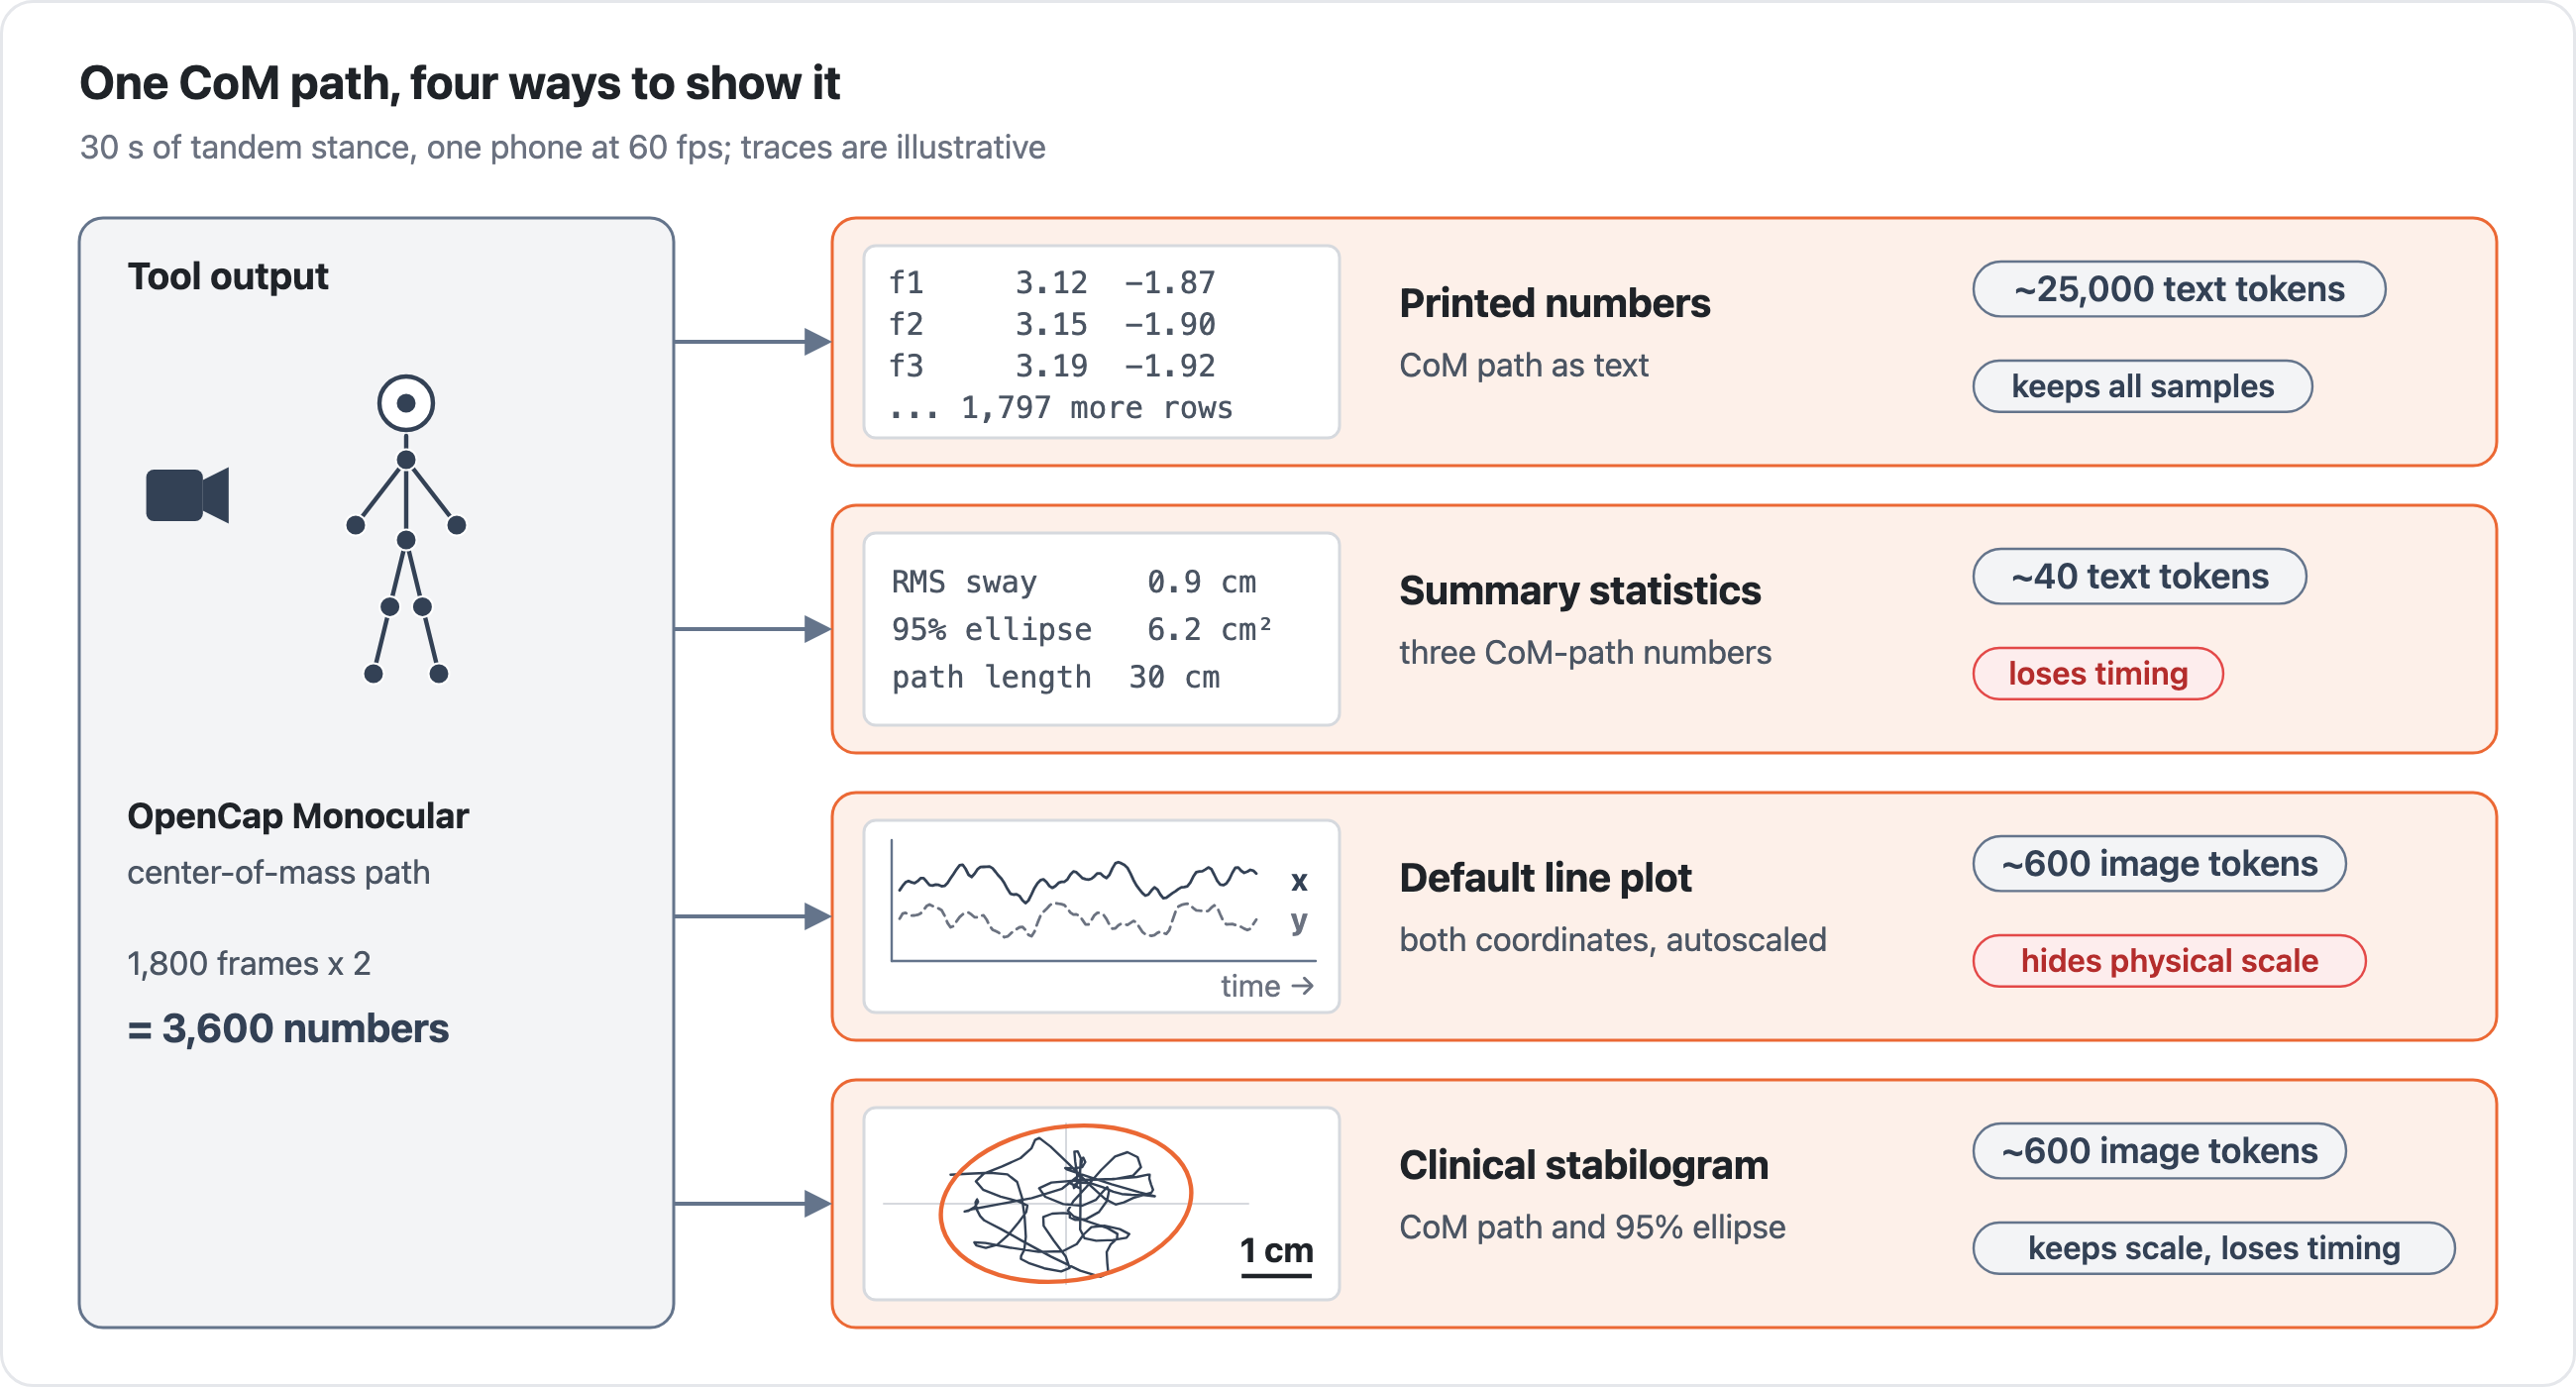 One CoM path, four ways to show it
30 s of tandem stance, one phone at 60 fps; traces are illustrative
Tool output
OpenCap Monocular
center-of-mass path
1,800 frames x 2
= 3,600 numbers
f1 3.12 −1.87
f2 3.15 −1.90
f3 3.19 −1.92
... 1,797 more rows
Printed numbers
CoM path as text
~25,000 text tokens
keeps all samples
RMS sway 0.9 cm
95% ellipse 6.2 cm²
path length 30 cm
Summary statistics
three CoM-path numbers
~40 text tokens
loses timing
x
y
time →
Default line plot
both coordinates, autoscaled
~600 image tokens
hides physical scale
1 cm
Clinical stabilogram
CoM path and 95% ellipse
~600 image tokens
keeps scale, loses timing